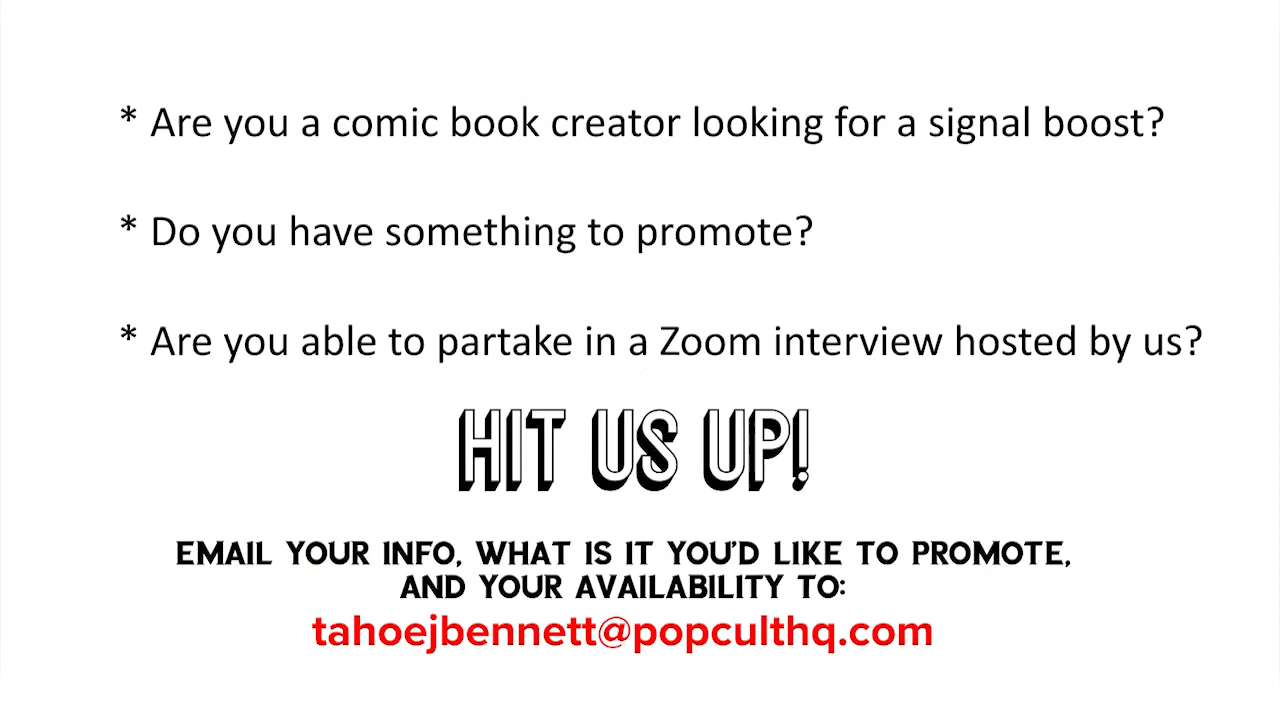 * Are you a comic book creator looking for a signal boost?
* Do you have something to promote?
* Are you able to partake in a Zoom interview hosted by us?
HIT US UP!
EMAIL YOUR INFO, WHAT IS IT YOU'D LIKE TO PROMOTE,
AND YOUR AVAILABILITY TO:
tahoejbennett@popculthq.com